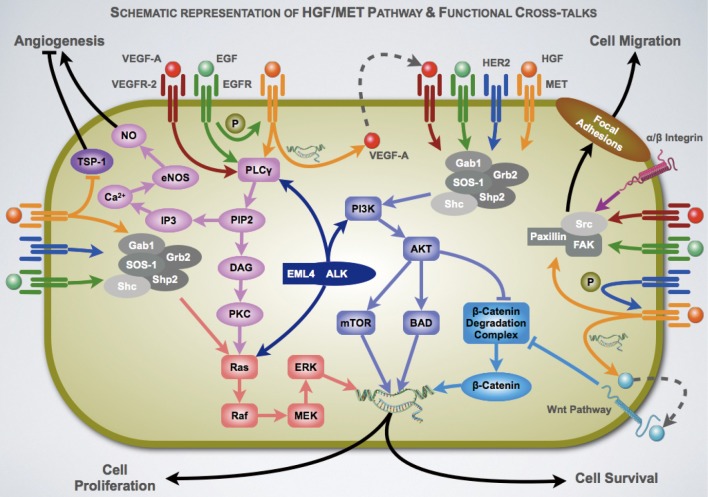 SCHEMATIC REPRESENTATION OF HGF/MET PATHWAY & FUNCTIONAL CROSS-TALKS
Angiogenesis
VEGF-A
EGF
VEGFR-2
EGFR
HER2
HGF
MET
Cell Migration
P
NO
TSP-1
eNOS
Ca2+
IP3
PLCγ
PIP2
DAG
PKC
VEGF-A
Gab1
Grb2
SOS-1
Shp2
Shc
PI3K
AKT
EML4 ALK
mTOR
BAD
β-Catenin
Degradation
Complex
β-Catenin
Focal
Adhesions
α/β Integrin
Src
Paxillin
FAK
P
Gab1
Grb2
SOS-1
Shp2
Shc
Ras
ERK
Raf
MEK
Wnt Pathway
Cell
Proliferation
Cell Survival